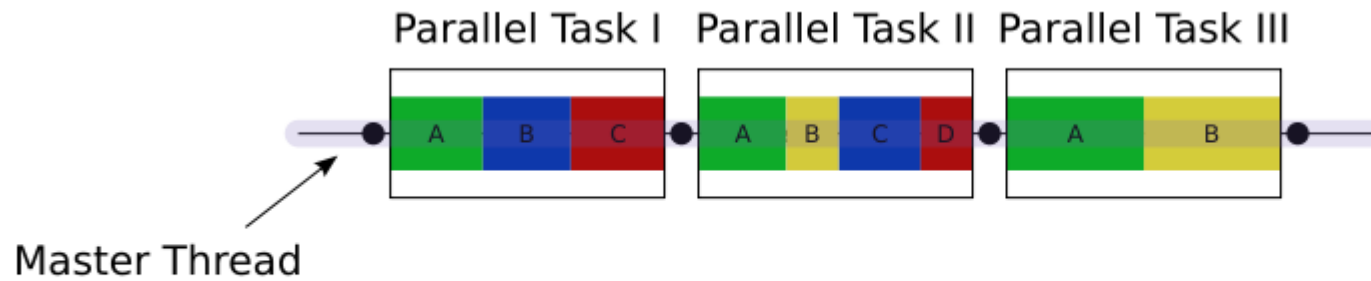 Parallel Task I Parallel Task II Parallel Task III
A B C A B C D A B
Master Thread